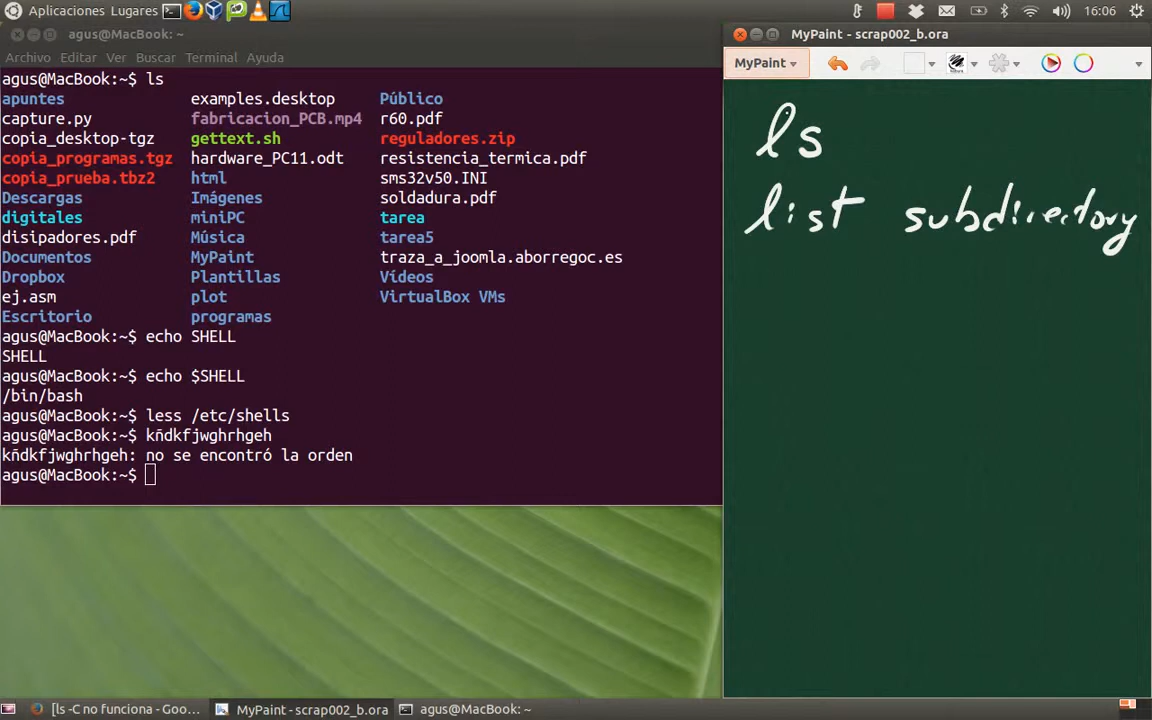 Aplicaciones Lugares 16:06
agus@MacBook: ~
Archivo Editar Ver Buscar Terminal Ayuda
agus@MacBook:~$ ls
apuntes examples.desktop Público
capture.py fabricacion_PCB.mp4 r60.pdf
copia_desktop-tgz gettext.sh reguladores.zip
copia_programas.tgz hardware_PC11.odt resistencia_termica.pdf
copia_prueba.tbz2 html sms32v50.INI
Descargas Imágenes soldadura.pdf
digitales miniPC tarea
disipadores.pdf Música tarea5
Documentos MyPaint traza_a_joomla.aborregoc.es
Dropbox Plantillas Vídeos
ej.asm plot VirtualBox VMs
Escritorio programas
agus@MacBook:~$ echo SHELL
SHELL
agus@MacBook:~$ echo $SHELL
/bin/bash
agus@MacBook:~$ less /etc/shells
agus@MacBook:~$ kñdkfjwghrhgeh
kñdkfjwghrhgeh: no se encontró la orden
agus@MacBook:~$
MyPaint - scrap002_b.ora
MyPaint
ls
list subdirectory
[ls -C no funciona - Goo... MyPaint - scrap002_b.ora agus@MacBook: ~